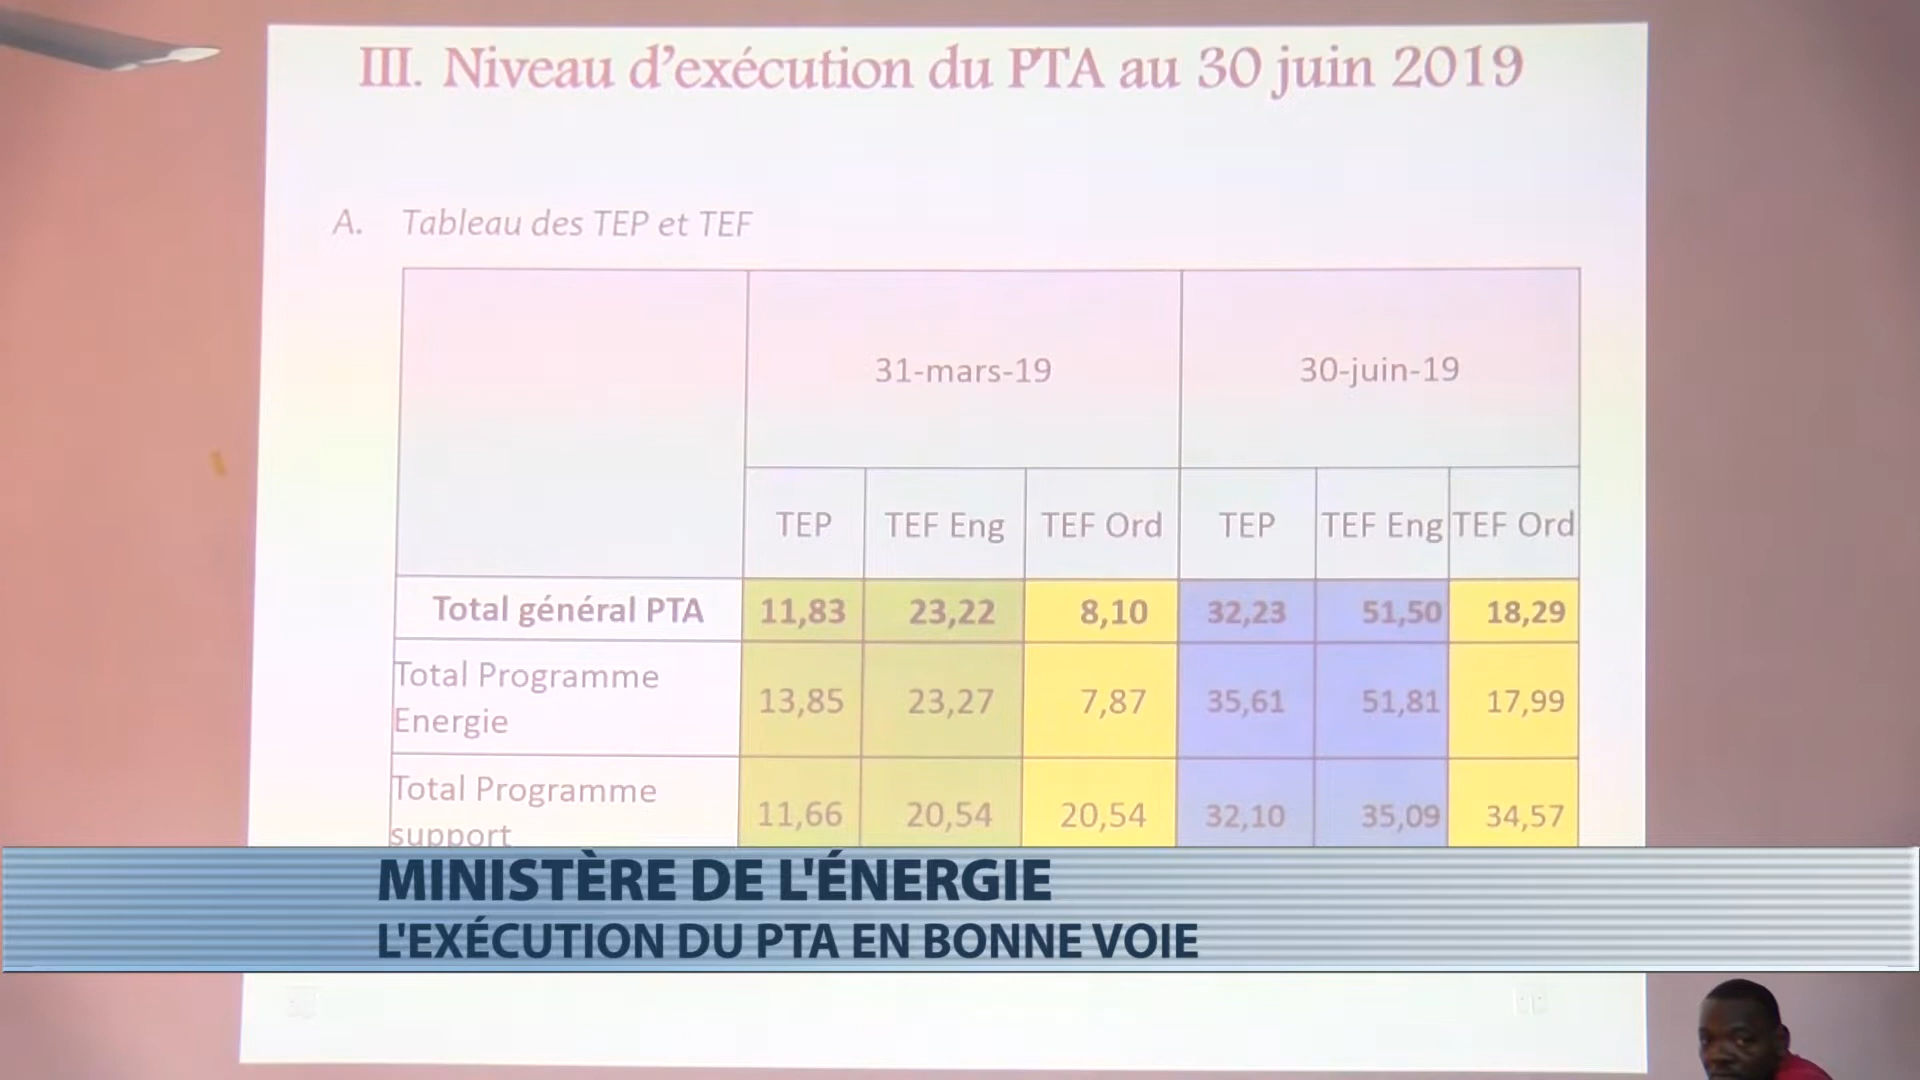 III. Niveau d'exécution du PTA au 30 juin 2019
A. Tableau des TEP et TEF
31-mars-19 30-juin-19
TEP TEF Eng TEF Ord TEP TEF Eng TEF Ord
Total général PTA 11,83 23,22 8,10 32,23 51,50 18,29
Total Programme
Energie 13,85 23,27 7,87 35,61 51,81 17,99
Total Programme
support 11,66 20,54 20,54 32,10 35,09 34,57
MINISTÈRE DE L'ÉNERGIE
L'EXÉCUTION DU PTA EN BONNE VOIE